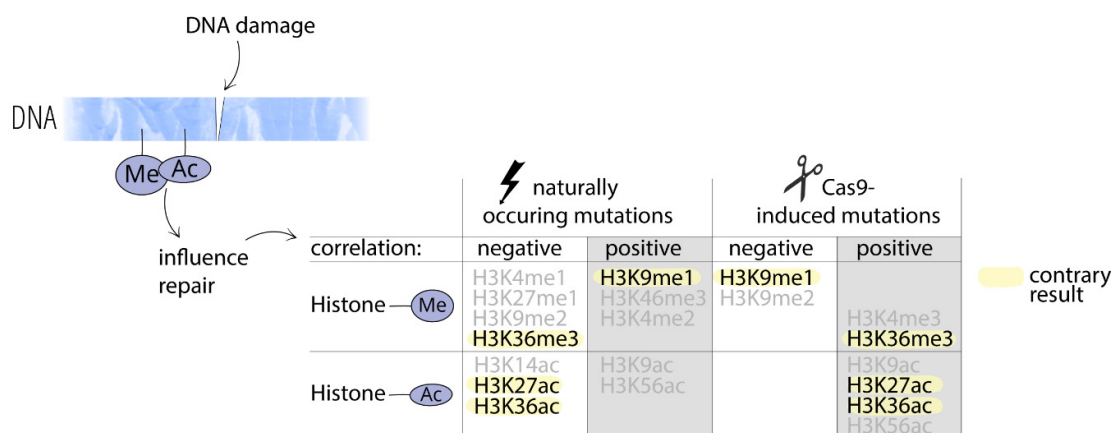 DNA damage
DNA
Me Ac
influence
repair
naturally
occuring mutations
Cas9-
induced mutations
correlation: negative positive negative positive
H3K4me1 H3K9me1 H3K9me1
H3K27me1 H3K46me3 H3K9me2
H3K9me2 H3K4me2 H3K4me3
H3K36me3 H3K36me3
Histone Me
H3K14ac H3K9ac H3K9ac
H3K27ac H3K56ac H3K27ac
H3K36ac H3K36ac
H3K56ac
Histone Ac
contrary
result